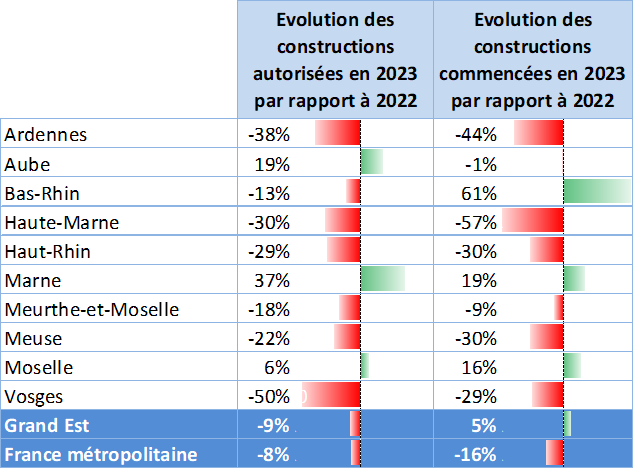 Evolution des constructions autorisées en 2023 par rapport à 2022 Evolution des constructions commencées en 2023 par rapport à 2022
Ardennes -38% -44%
Aube 19% -1%
Bas-Rhin -13% 61%
Haute-Marne -30% -57%
Haut-Rhin -29% -30%
Marne 37% 19%
Meurthe-et-Moselle -18% -9%
Meuse -22% -30%
Moselle 6% 16%
Vosges -50% -29%
Grand Est -9% 5%
France métropolitaine -8% -16%